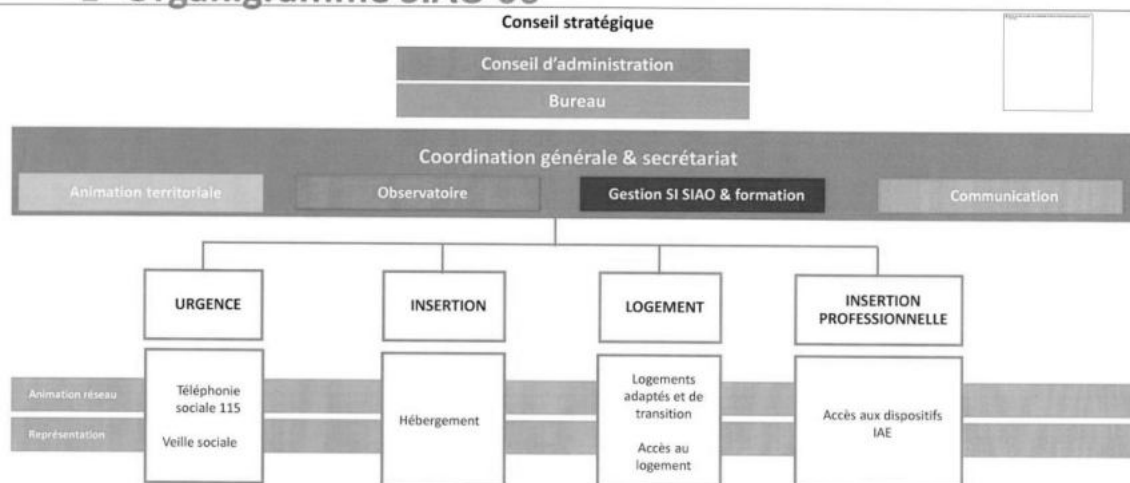 Conseil stratégique
Conseil d'administration
Bureau
Coordination générale & secrétariat
Animation territoriale
Observatoire
Gestion SI SIAO & formation
Communication
URGENCE
INSERTION
LOGEMENT
INSERTION
PROFESSIONNELLE
Animation réseau
Représentation
Téléphonie
sociale 115
Veille sociale
Hébergement
Logements
adaptés et de
transition
Accès au
logement
Accès aux dispositifs
IAE